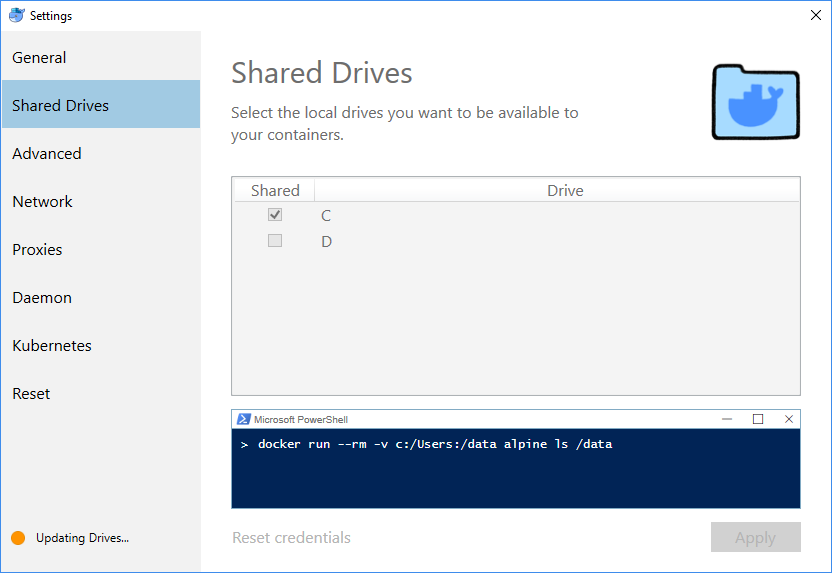 Settings
General
Shared Drives
Advanced
Network
Proxies
Daemon
Kubernetes
Reset
Updating Drives...
Shared Drives
Select the local drives you want to be available to
your containers.
Shared Drive
C
D
Microsoft PowerShell
> docker run --rm -v c:/Users:/data alpine ls /data
Reset credentials
Apply